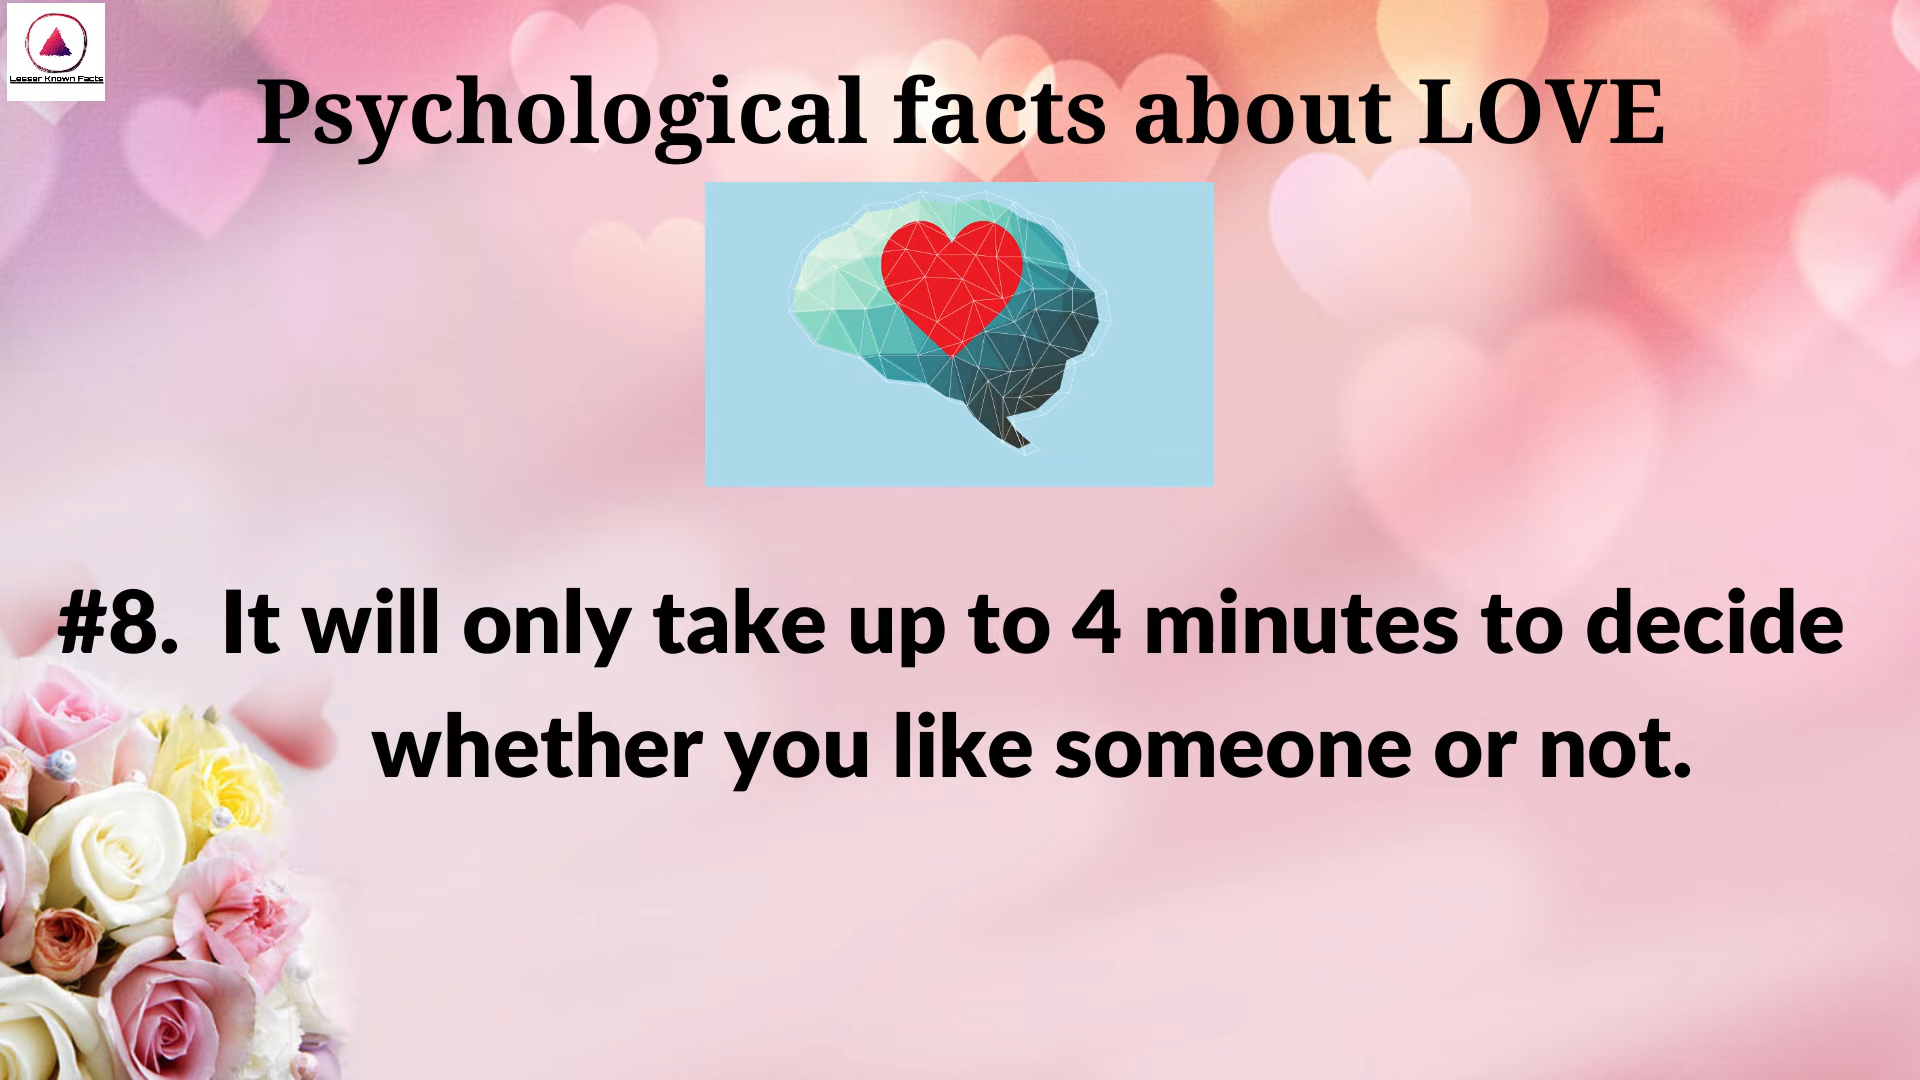 Lesser Known Facts
Psychological facts about LOVE
#8. It will only take up to 4 minutes to decide
whether you like someone or not.